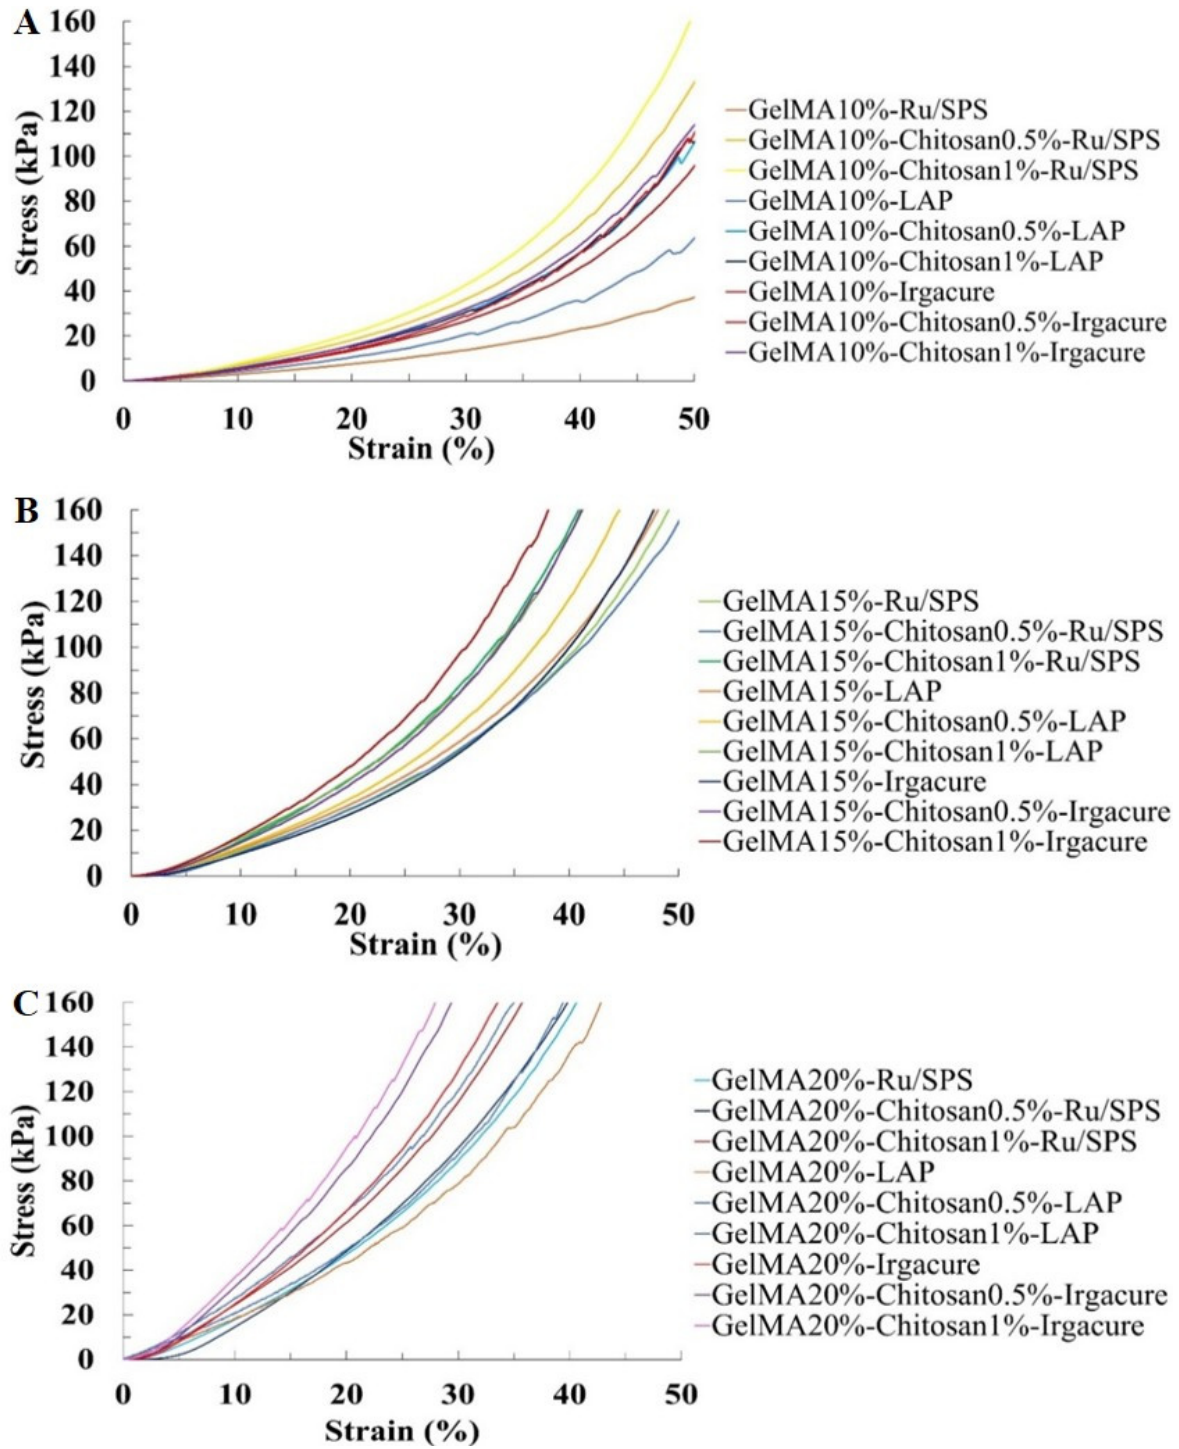 A
160
140
120
100
80
60
40
20
0
Stress (kPa)
0 10 20 30 40 50
Strain (%)
GelMA10%-Ru/SPS
GelMA10%-Chitosan0.5%-Ru/SPS
GelMA10%-Chitosan1%-Ru/SPS
GelMA10%-LAP
GelMA10%-Chitosan0.5%-LAP
GelMA10%-Chitosan1%-LAP
GelMA10%-Irgacure
GelMA10%-Chitosan0.5%-Irgacure
GelMA10%-Chitosan1%-Irgacure
B
160
140
120
100
80
60
40
20
0
Stress (kPa)
0 10 20 30 40 50
Strain (%)
GelMA15%-Ru/SPS
GelMA15%-Chitosan0.5%-Ru/SPS
GelMA15%-Chitosan1%-Ru/SPS
GelMA15%-LAP
GelMA15%-Chitosan0.5%-LAP
GelMA15%-Chitosan1%-LAP
GelMA15%-Irgacure
GelMA15%-Chitosan0.5%-Irgacure
GelMA15%-Chitosan1%-Irgacure
C
160
140
120
100
80
60
40
20
0
Stress (kPa)
0 10 20 30 40 50
Strain (%)
GelMA20%-Ru/SPS
GelMA20%-Chitosan0.5%-Ru/SPS
GelMA20%-Chitosan1%-Ru/SPS
GelMA20%-LAP
GelMA20%-Chitosan0.5%-LAP
GelMA20%-Chitosan1%-LAP
GelMA20%-Irgacure
GelMA20%-Chitosan0.5%-Irgacure
GelMA20%-Chitosan1%-Irgacure